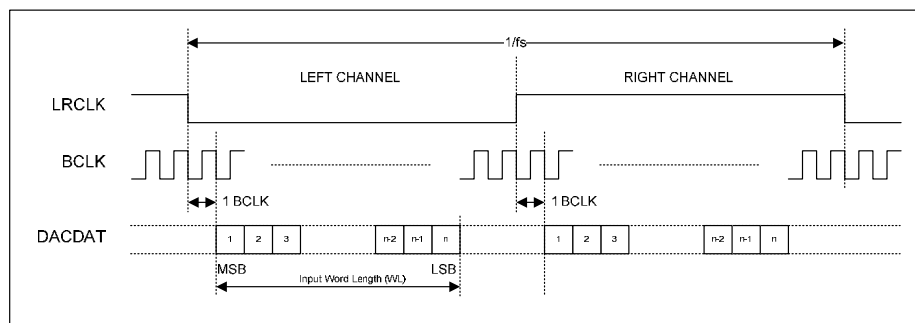 1/fs
LEFT CHANNEL RIGHT CHANNEL
LRCLK
BCLK
1 BCLK 1 BCLK
DACDAT 1 2 3 n-2 n-1 n 1 2 3 n-2 n-1 n
MSB LSB
Input Word Length (WL)